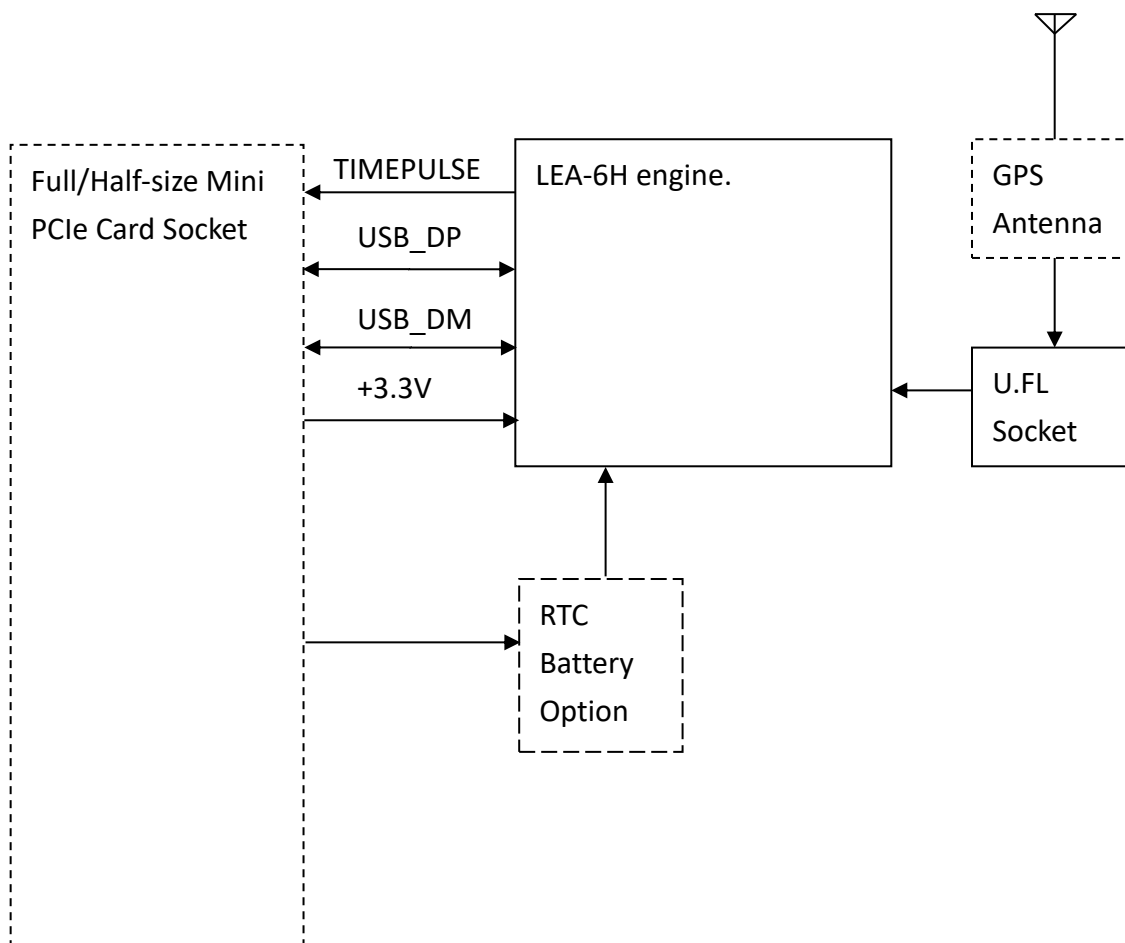 Full/Half-size Mini
PCIe Card Socket
TIMEPULSE
USB_DP
USB_DM
+3.3V
LEA-6H engine.
GPS
Antenna
U.FL
Socket
RTC
Battery
Option